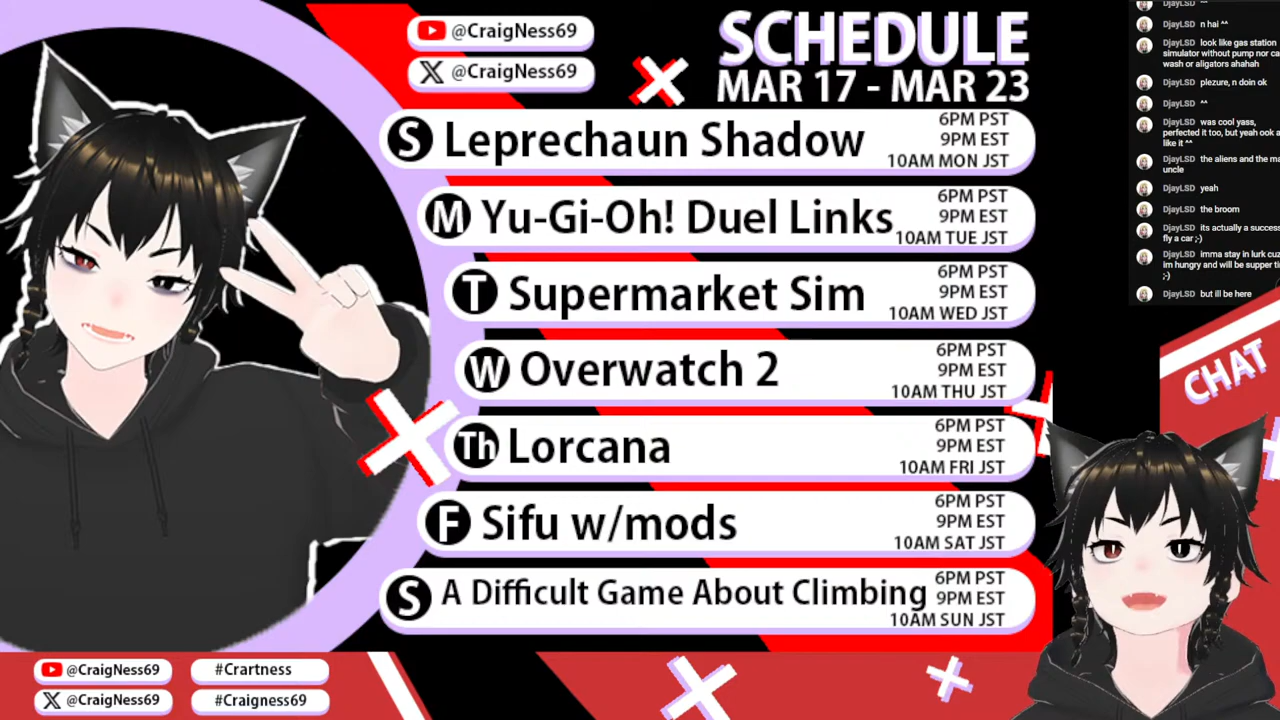 @CraigNess69
@CraigNess69
SCHEDULE
MAR 17 - MAR 23
S Leprechaun Shadow
6PM PST
9PM EST
10AM MON JST
M Yu-Gi-Oh! Duel Links
6PM PST
9PM EST
10AM TUE JST
T Supermarket Sim
6PM PST
9PM EST
10AM WED JST
W Overwatch 2
6PM PST
9PM EST
10AM THU JST
Th Lorcana
6PM PST
9PM EST
10AM FRI JST
F Sifu w/mods
6PM PST
9PM EST
10AM SAT JST
S A Difficult Game About Climbing
6PM PST
9PM EST
10AM SUN JST
@CraigNess69
#Crartness
@CraigNess69
#Craigness69
DjayLSD ^^
DjayLSD n hai ^^
DjayLSD look like gas station
simulator without pump nor ca
wash or aligators ahahah
DjayLSD plezure, n doin ok
DjayLSD ^^
DjayLSD was cool yass,
perfected it too, but yeah ook a
like it ^^
DjayLSD the aliens and the ma
uncle
DjayLSD yeah
DjayLSD the broom
DjayLSD its actually a success
fly a car ;-)
DjayLSD imma stay in lurk cuz
im hungry and will be supper ti
;-)
DjayLSD but ill be here
CHAT